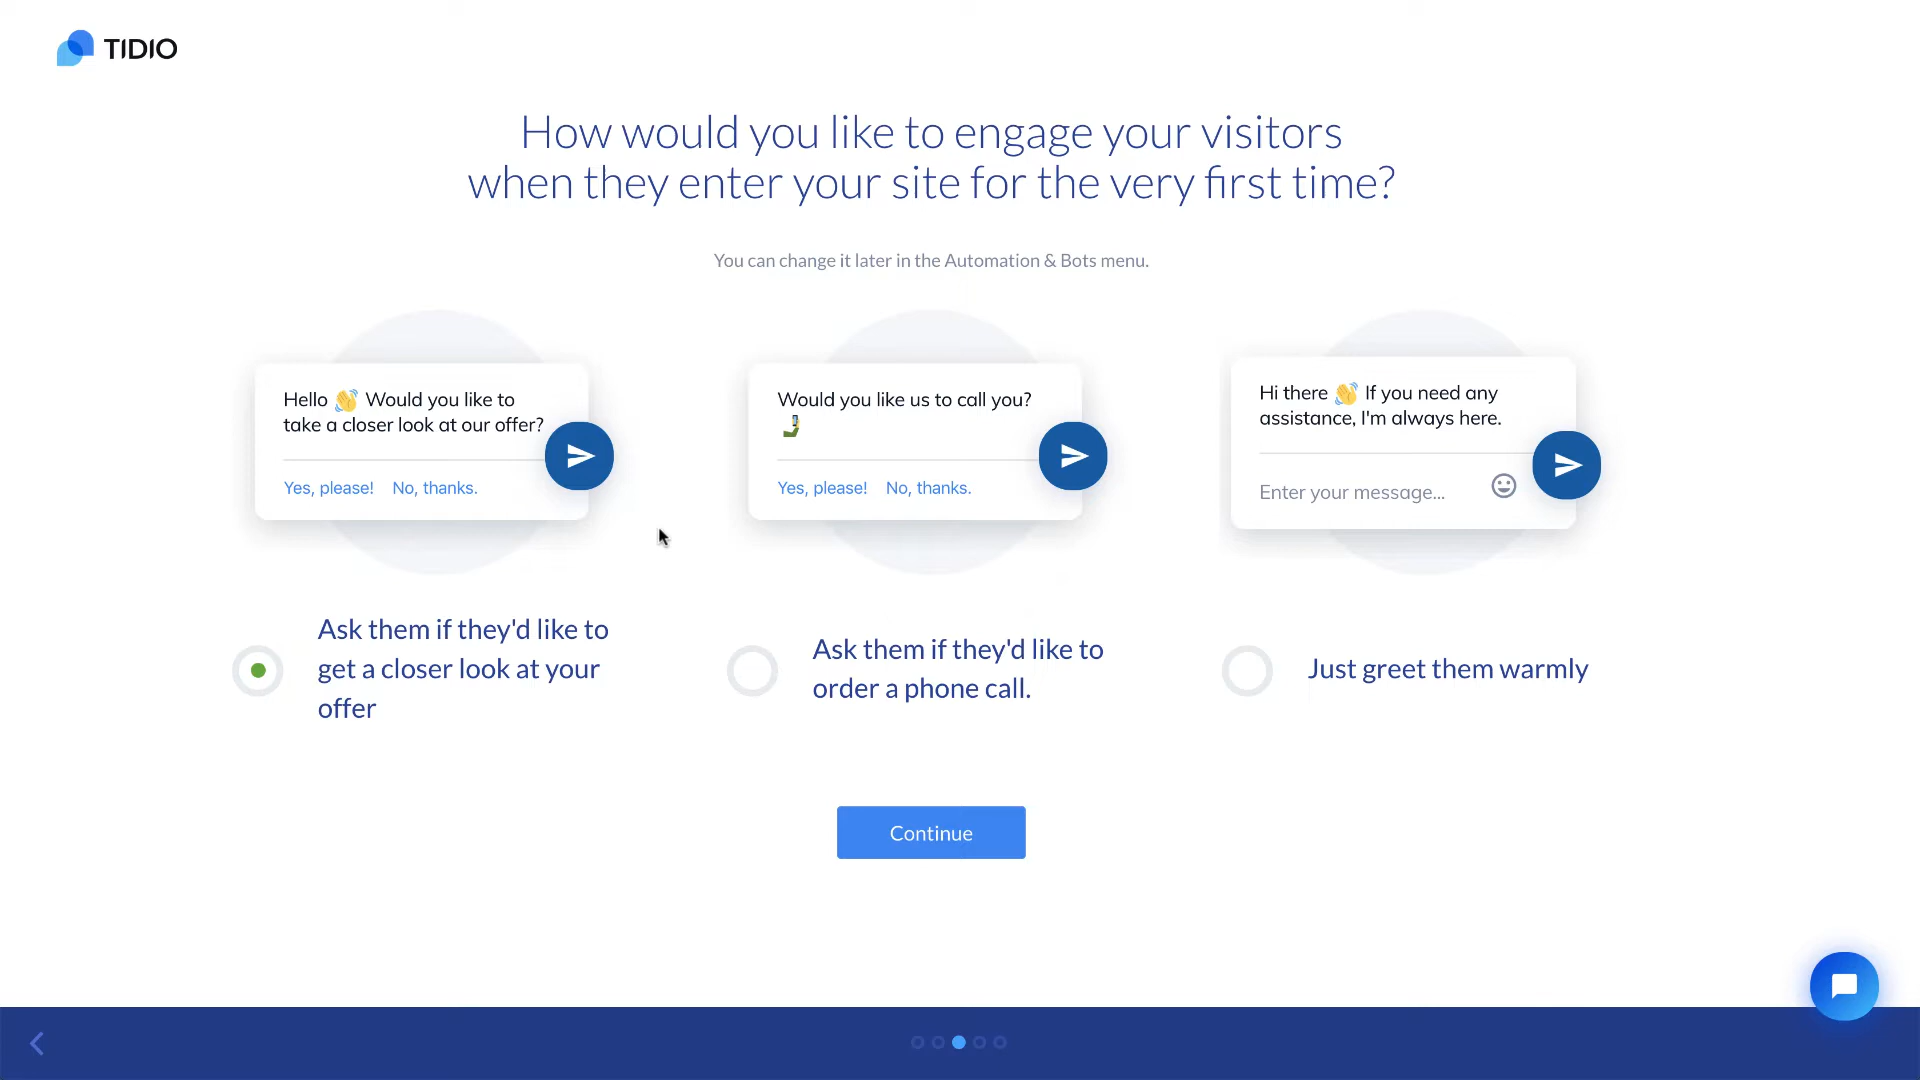 TIDIO
How would you like to engage your visitors
when they enter your site for the very first time?
You can change it later in the Automation & Bots menu.
Hello 👋 Would you like to
take a closer look at our offer?
Yes, please! No, thanks.
Would you like us to call you?
🤳
Yes, please! No, thanks.
Hi there 👋 If you need any
assistance, I'm always here.
Enter your message...
Ask them if they'd like to
get a closer look at your
offer
Ask them if they'd like to
order a phone call.
Just greet them warmly
Continue